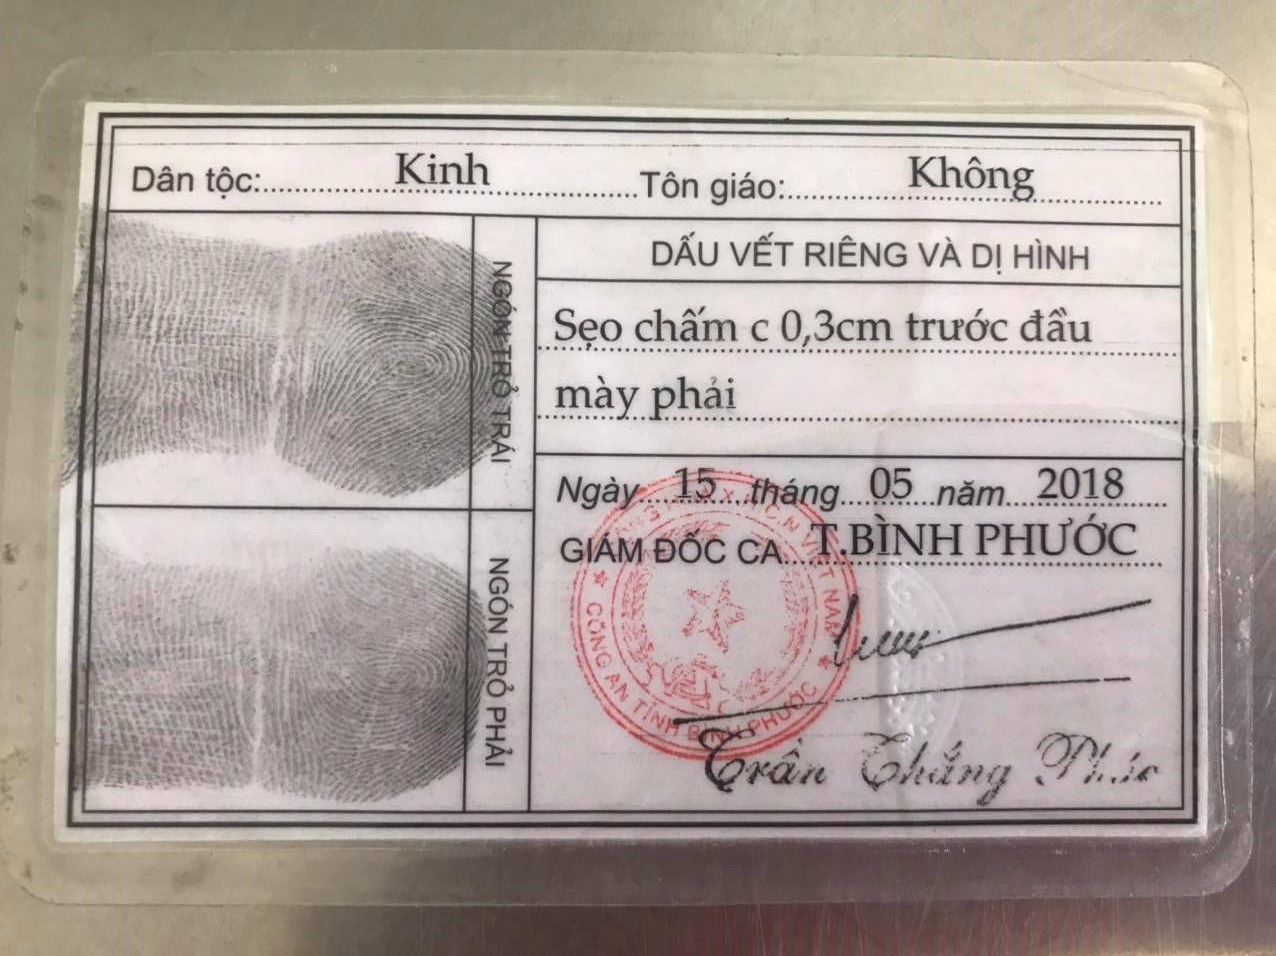 Dân tộc: Kinh Tôn giáo: Không
NGÓN TRỎ TRÁI
DẤU VẾT RIÊNG VÀ DỊ HÌNH
Sẹo chấm c 0,3cm trước đầu
mày phải
Ngày 15 tháng 05 năm 2018
GIÁM ĐỐC CA T.BÌNH PHƯỚC
NGÓN TRỎ PHẢI
VIỆT NAM
CÔNG AN TỈNH BÌNH PHƯỚC
Trần Thắng Phúc